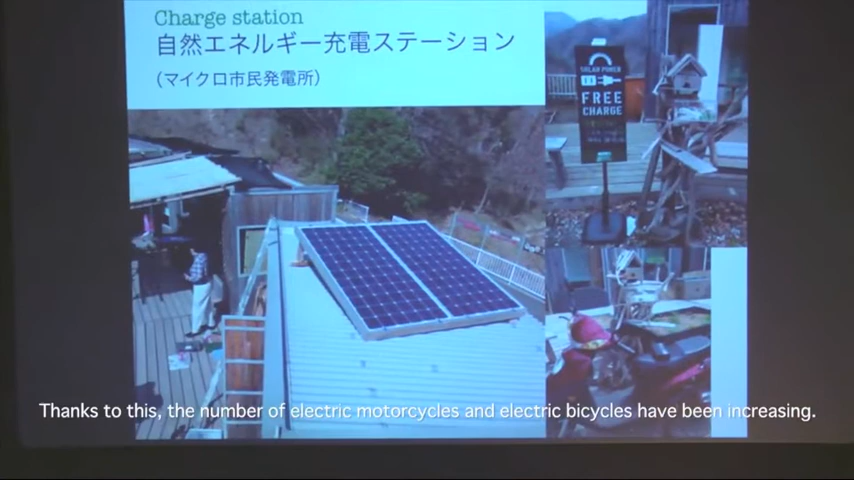 Charge station
自然エネルギー充電ステーション
（マイクロ市民発電所）
SOLAR POWER
FREE
CHARGE
Thanks to this, the number of electric motorcycles and electric bicycles have been increasing.